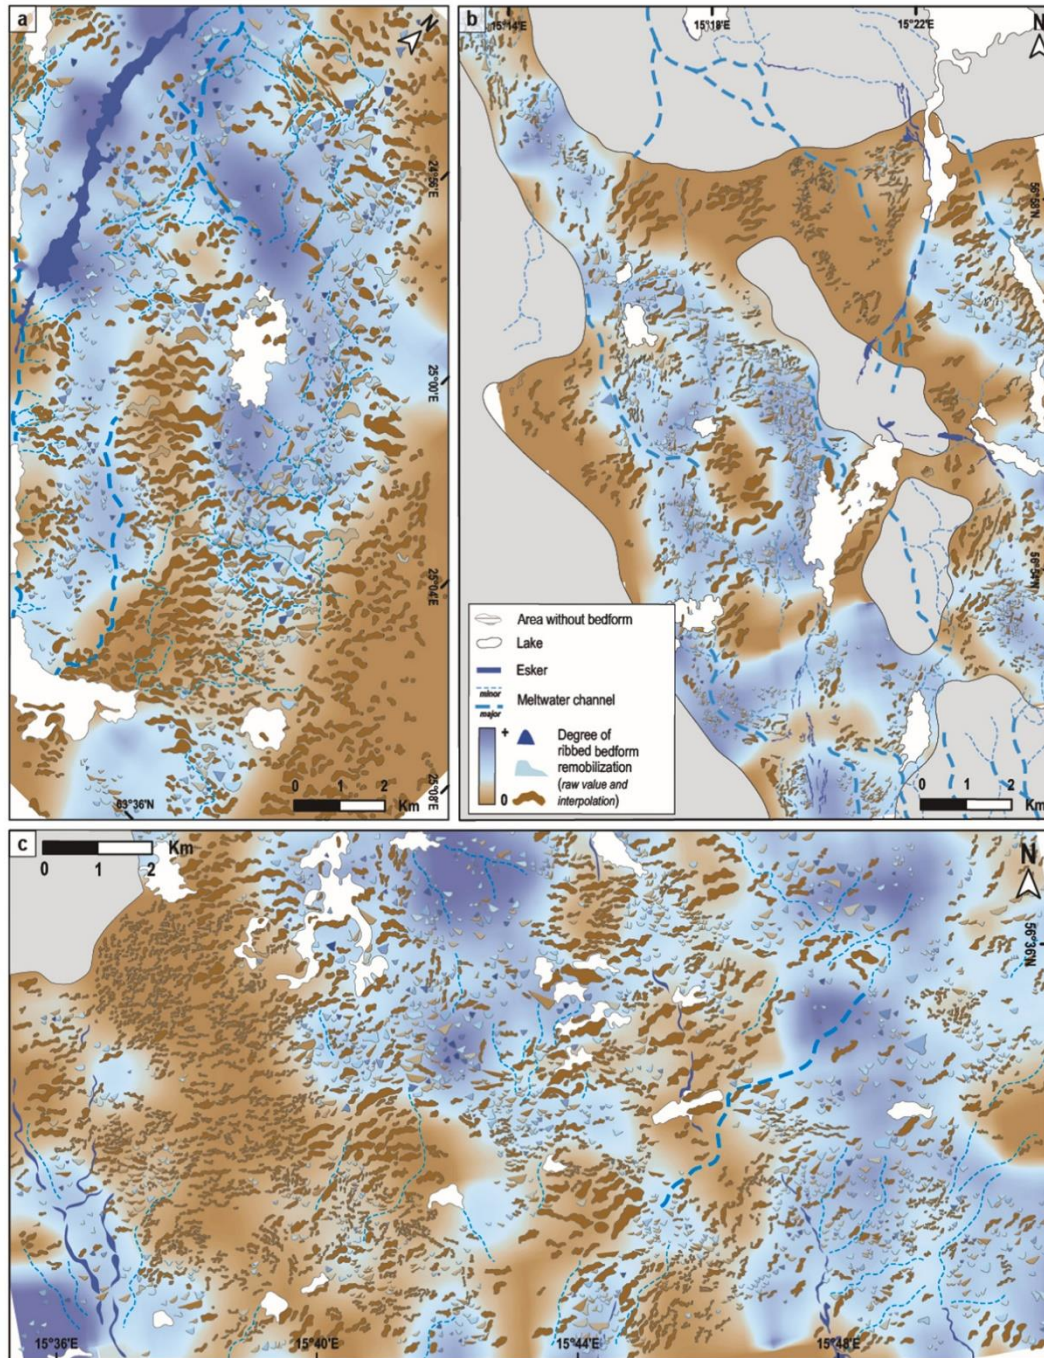 a
N
24°56'E
25°00'E
25°04'E
25°08'E
63°36'N
0 1 2
Km
b
15°14'E
15°18'E
15°22'E
N
56°58'N
56°54'N
Area without bedform
Lake
Esker
minor
Meltwater channel
major
+
Degree of
ribbed bedform
remobilization
(raw value and
interpolation)
0
0 1 2
Km
c
0 1 2
Km
N
56°36'N
15°36'E
15°40'E
15°44'E
15°48'E